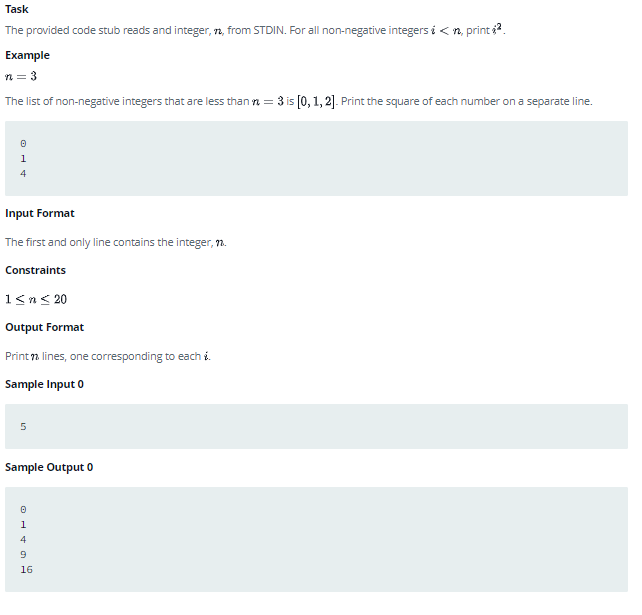 Task
The provided code stub reads and integer, n, from STDIN. For all non-negative integers i < n, print i².
Example
n = 3
The list of non-negative integers that are less than n = 3 is [0, 1, 2]. Print the square of each number on a separate line.
0
1
4
Input Format
The first and only line contains the integer, n.
Constraints
1 ≤ n ≤ 20
Output Format
Print n lines, one corresponding to each i.
Sample Input 0
5
Sample Output 0
0
1
4
9
16